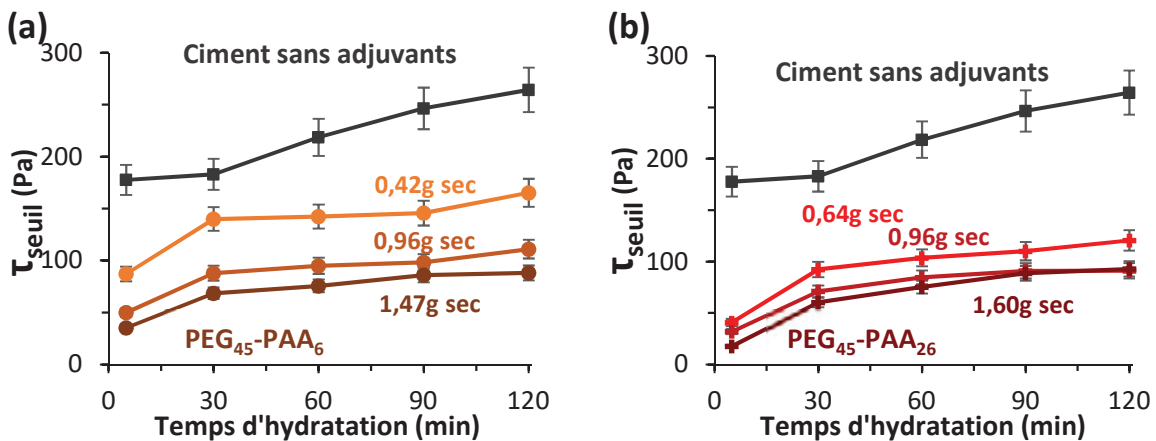 (a)
Ciment sans adjuvants
300
200
100
0
τseuil (Pa)
0,42g sec
0,96g sec
1,47g sec
PEG45-PAA6
0 30 60 90 120
Temps d'hydratation (min)
(b)
Ciment sans adjuvants
300
200
100
0
τseuil (Pa)
0,64g sec
0,96g sec
1,60g sec
PEG45-PAA26
0 30 60 90 120
Temps d'hydratation (min)